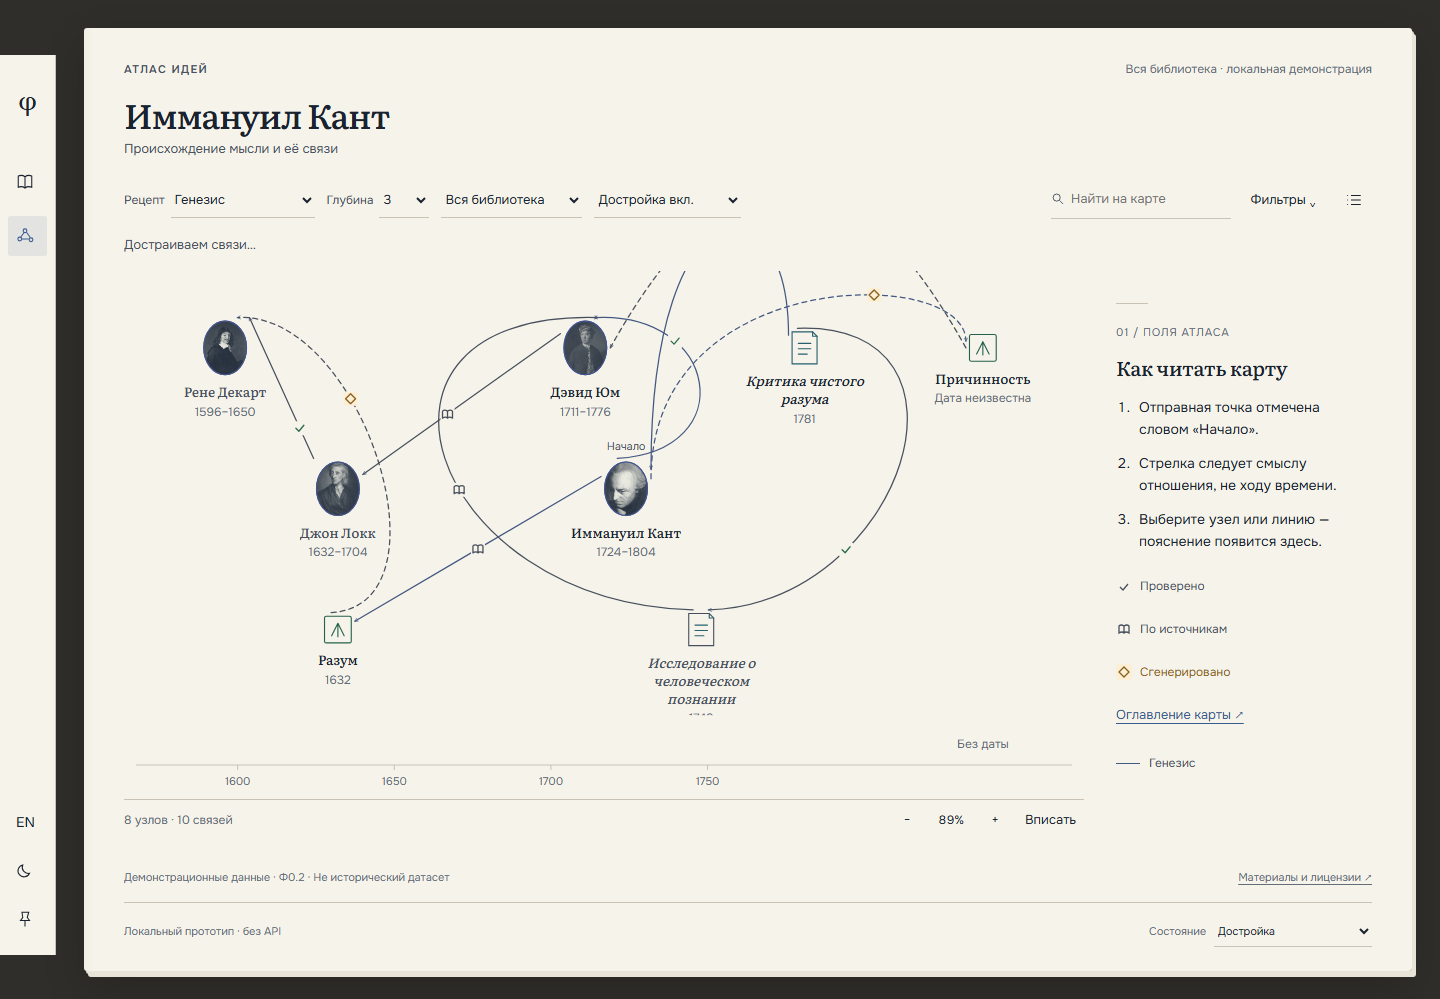 АТЛАС ИДЕЙ
Вся библиотека · локальная демонстрация
φ
Иммануил Кант
Происхождение мысли и её связи
Рецепт Генезис Глубина 3 Вся библиотека Достройка вкл.
Найти на карте Фильтры
Достраиваем связи...
Рене Декарт
1596–1650
Дэвид Юм
1711–1776
Критика чистого
разума
1781
Причинность
Дата неизвестна
Начало
Джон Локк
1632–1704
Иммануил Кант
1724–1804
Разум
1632
Исследование о
человеческом
познании
Без даты
1600 1650 1700 1750
8 узлов · 10 связей
− 89% + Вписать
01 / ПОЛЯ АТЛАСА
Как читать карту
1. Отправная точка отмечена
словом «Начало».
2. Стрелка следует смыслу
отношения, не ходу времени.
3. Выберите узел или линию —
пояснение появится здесь.
Проверено
По источникам
Сгенерировано
Оглавление карты ↗
Генезис
EN
Демонстрационные данные · Ф0.2 · Не исторический датасет
Материалы и лицензии ↗
Локальный прототип · без API
Состояние Достройка